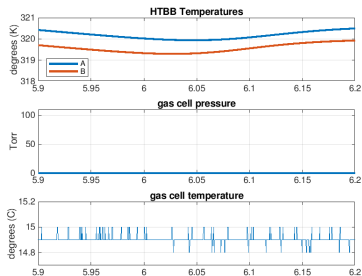 HTBB Temperatures
321
320
319
318
degrees (K)
A
B
5.9 5.95 6 6.05 6.1 6.15 6.2
gas cell pressure
100
50
0
Torr
5.9 5.95 6 6.05 6.1 6.15 6.2
gas cell temperature
15.2
15
14.8
degrees (C)
5.9 5.95 6 6.05 6.1 6.15 6.2